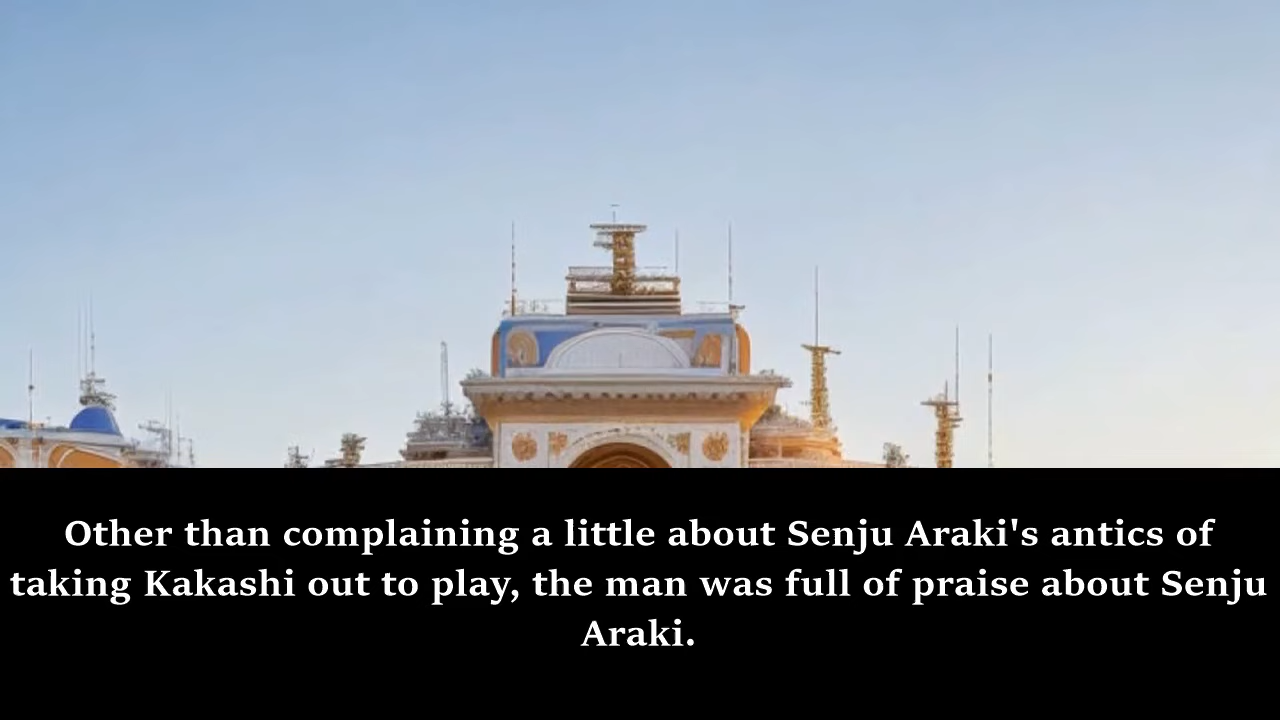 Other than complaining a little about Senju Araki's antics of
taking Kakashi out to play, the man was full of praise about Senju
Araki.